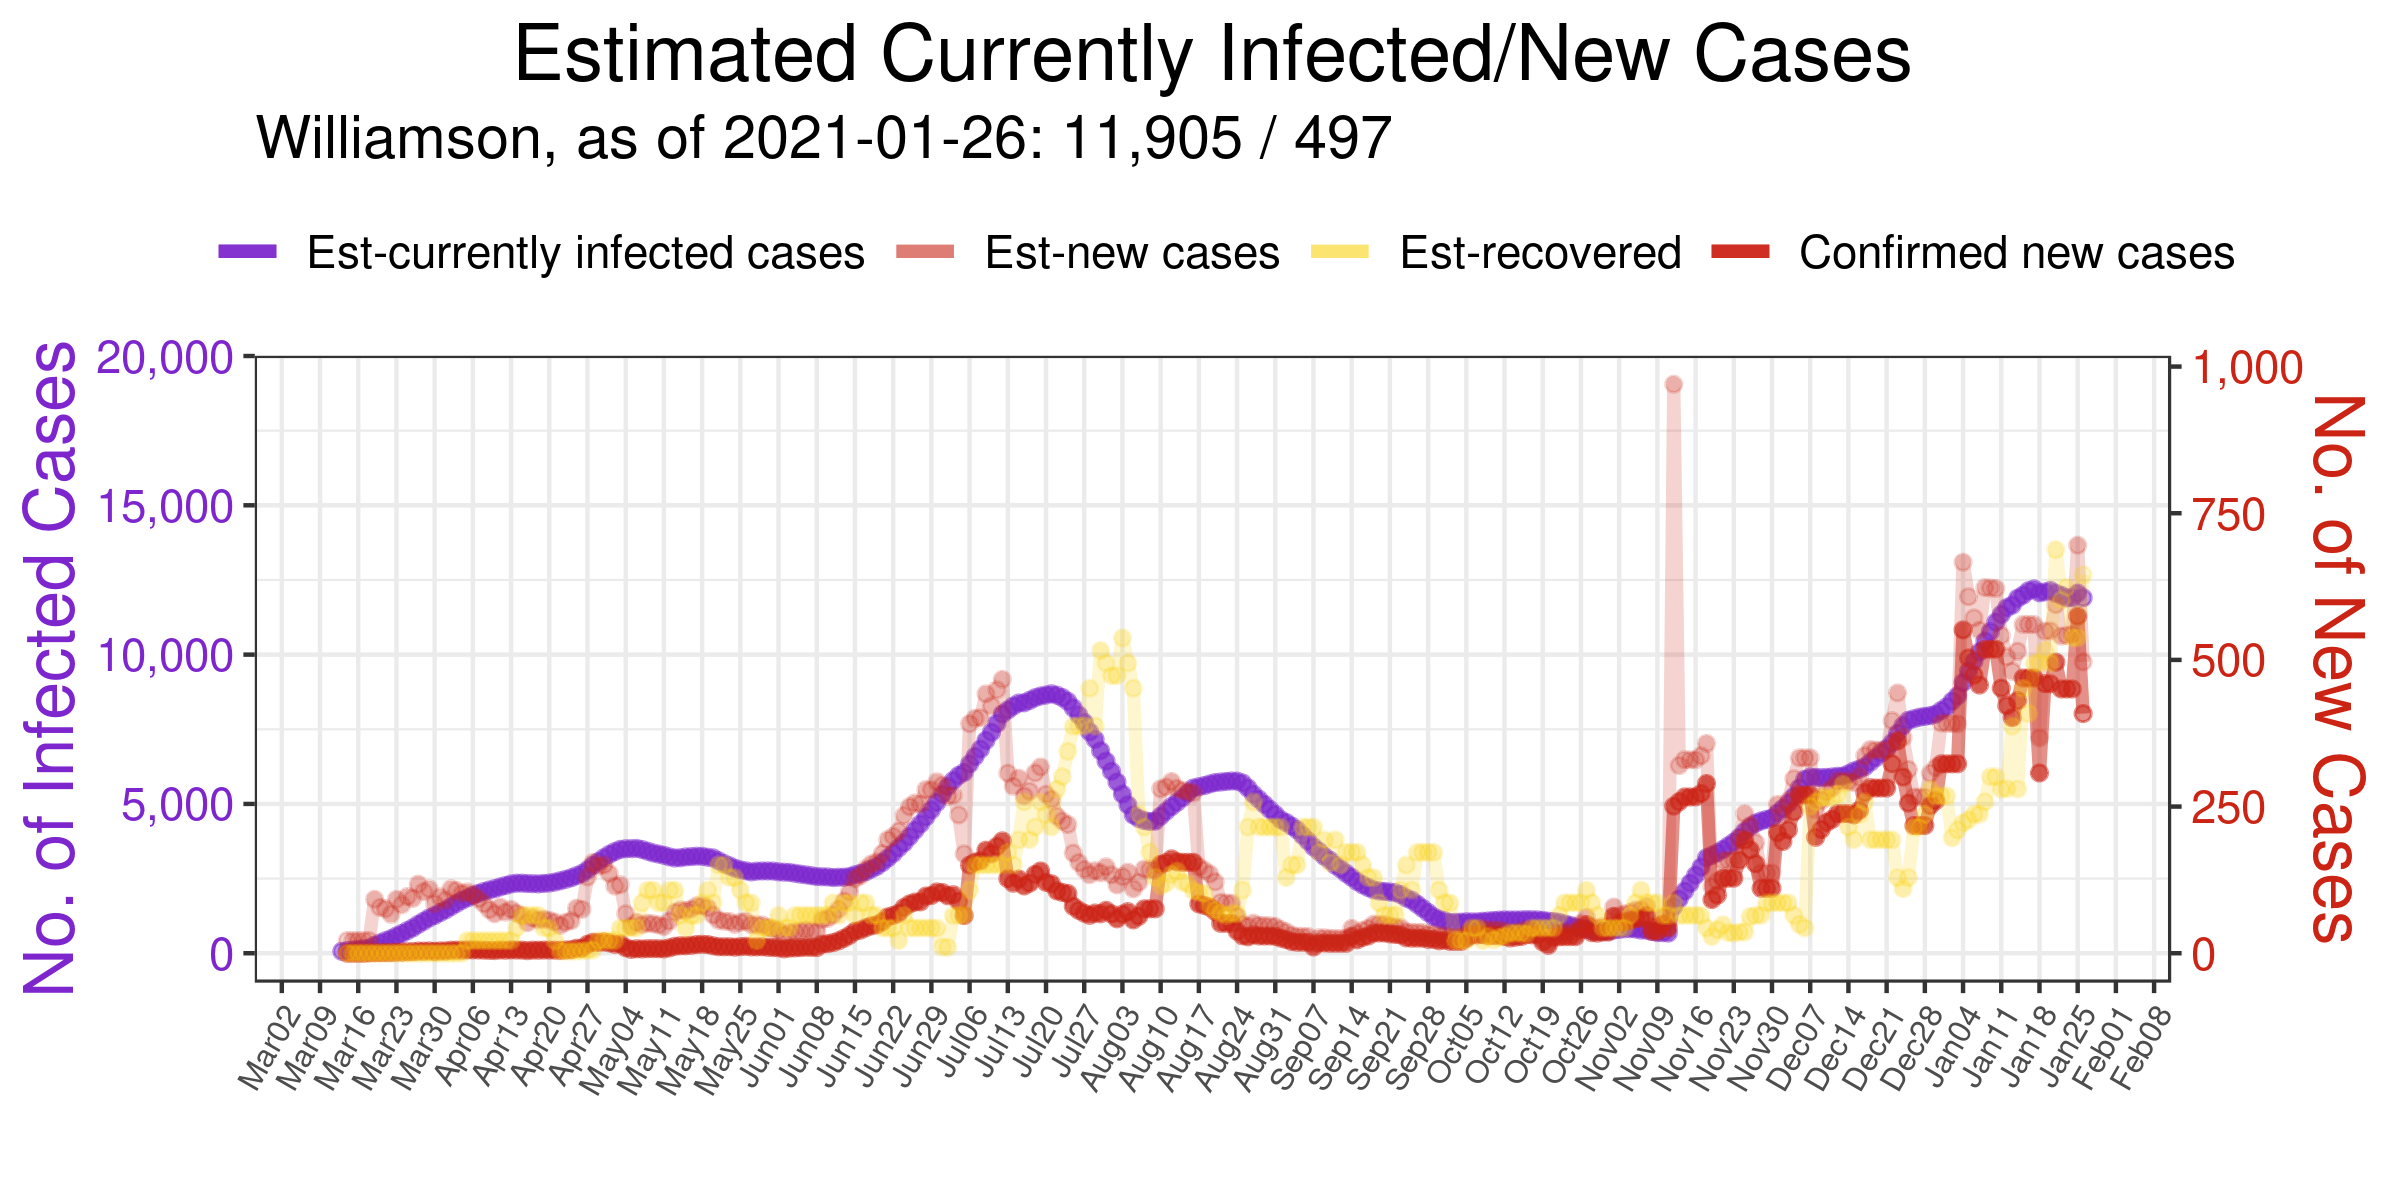 Estimated Currently Infected/New Cases
Williamson, as of 2021-01-26: 11,905 / 497
Est-currently infected cases Est-new cases Est-recovered Confirmed new cases
No. of Infected Cases
20,000
15,000
10,000
5,000
0
1,000
750
500
250
0
No. of New Cases
Mar02 Mar09 Mar16 Mar23 Mar30 Apr06 Apr13 Apr20 Apr27 May04 May11 May18 May25 Jun01 Jun08 Jun15 Jun22 Jun29 Jul06 Jul13 Jul20 Jul27 Aug03 Aug10 Aug17 Aug24 Aug31 Sep07 Sep14 Sep21 Sep28 Oct05 Oct12 Oct19 Oct26 Nov02 Nov09 Nov16 Nov23 Nov30 Dec07 Dec14 Dec21 Dec28 Jan04 Jan11 Jan18 Jan25 Feb01 Feb08